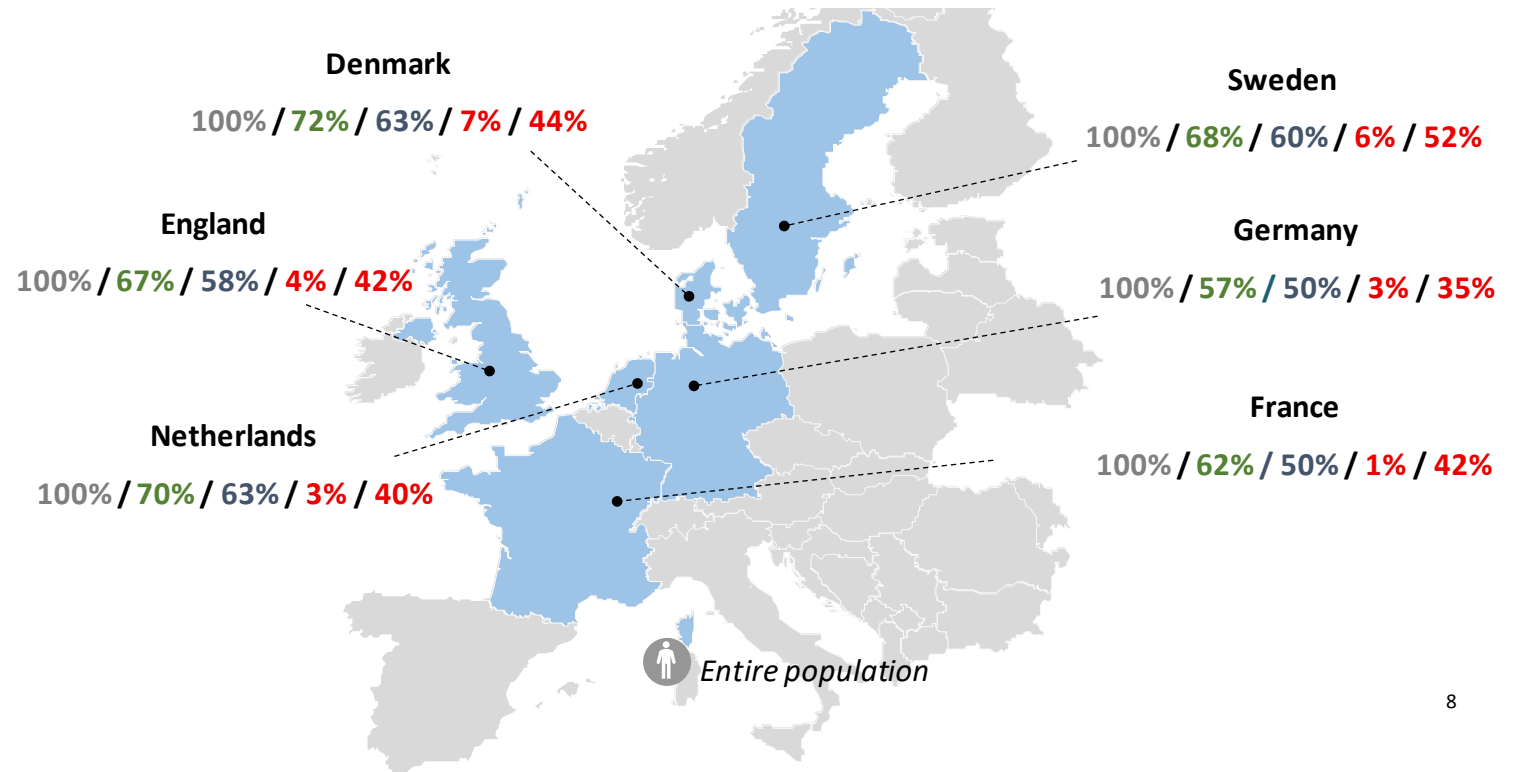 Denmark
100% / 72% / 63% / 7% / 44%
Sweden
100% / 68% / 60% / 6% / 52%
England
100% / 67% / 58% / 4% / 42%
Germany
100% / 57% / 50% / 3% / 35%
Netherlands
100% / 70% / 63% / 3% / 40%
France
100% / 62% / 50% / 1% / 42%
Entire population
8